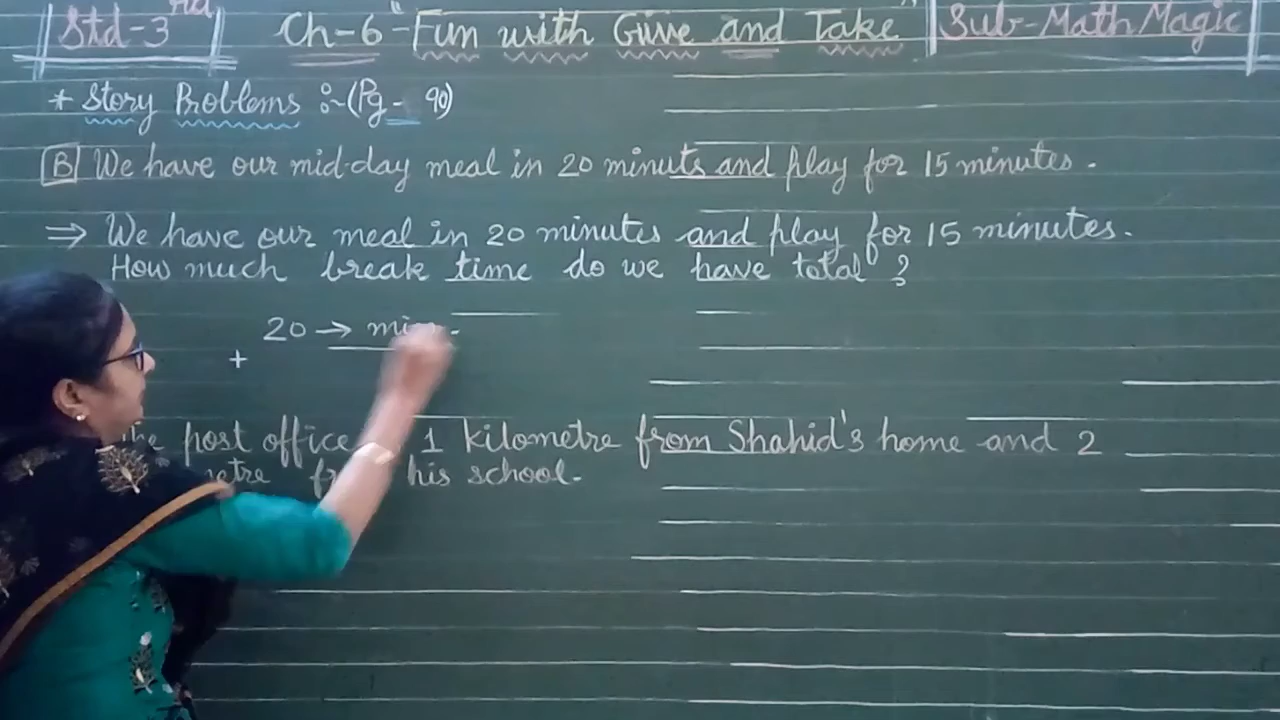 Std-3rd Ch-6 "Fun with Give and Take" Sub-Math Magic
* Story Problems :-(Pg- 90)
B We have our mid-day meal in 20 minuts and play for 15 minutes.
⇒ We have our meal in 20 minutes and play for 15 minutes.
How much break time do we have total ?
20 → min.
+
post office 1 kilometre from Shahid's home and 2
his school.